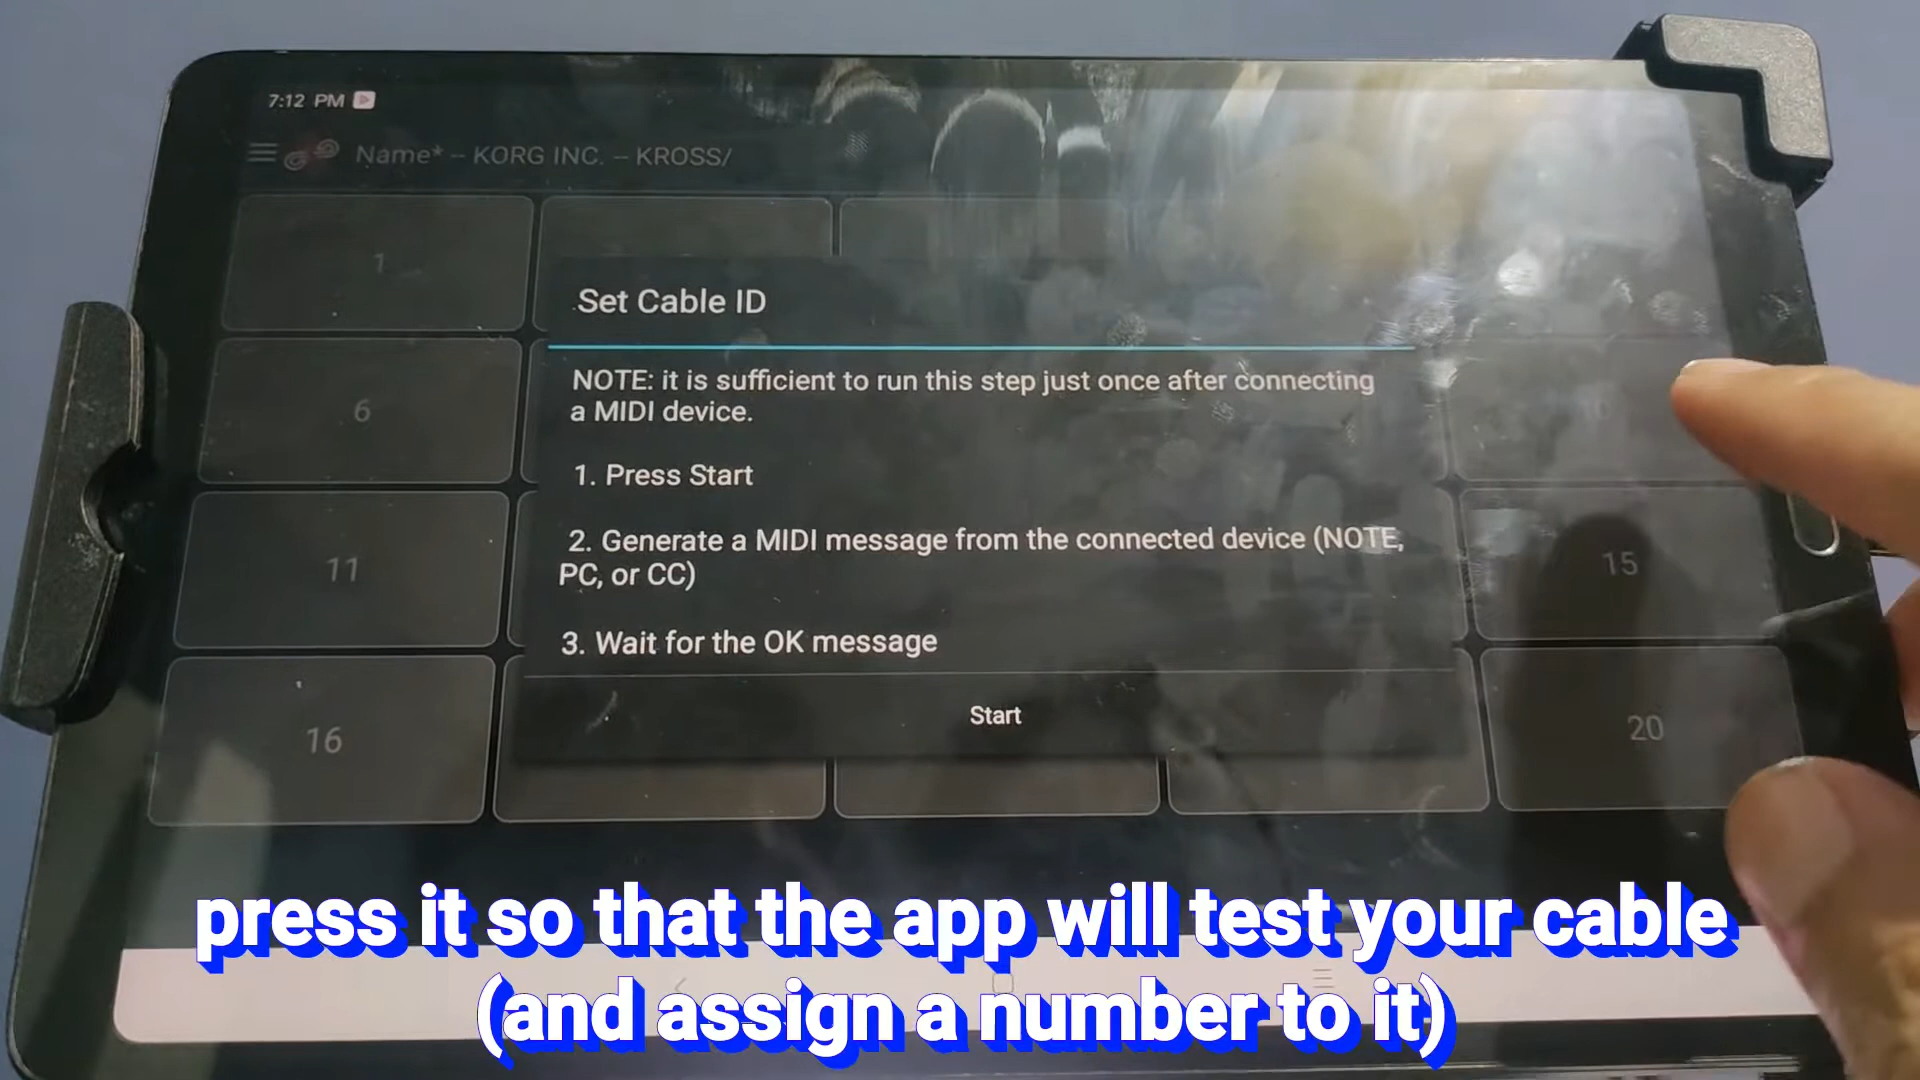 7:12 PM
Name* – KORG INC. – KROSS/
1
Set Cable ID
NOTE: it is sufficient to run this step just once after connecting
a MIDI device.
6
1. Press Start
2. Generate a MIDI message from the connected device (NOTE,
PC, or CC)
11
15
3. Wait for the OK message
Start
16
20
press it so that the app will test your cable
(and assign a number to it)